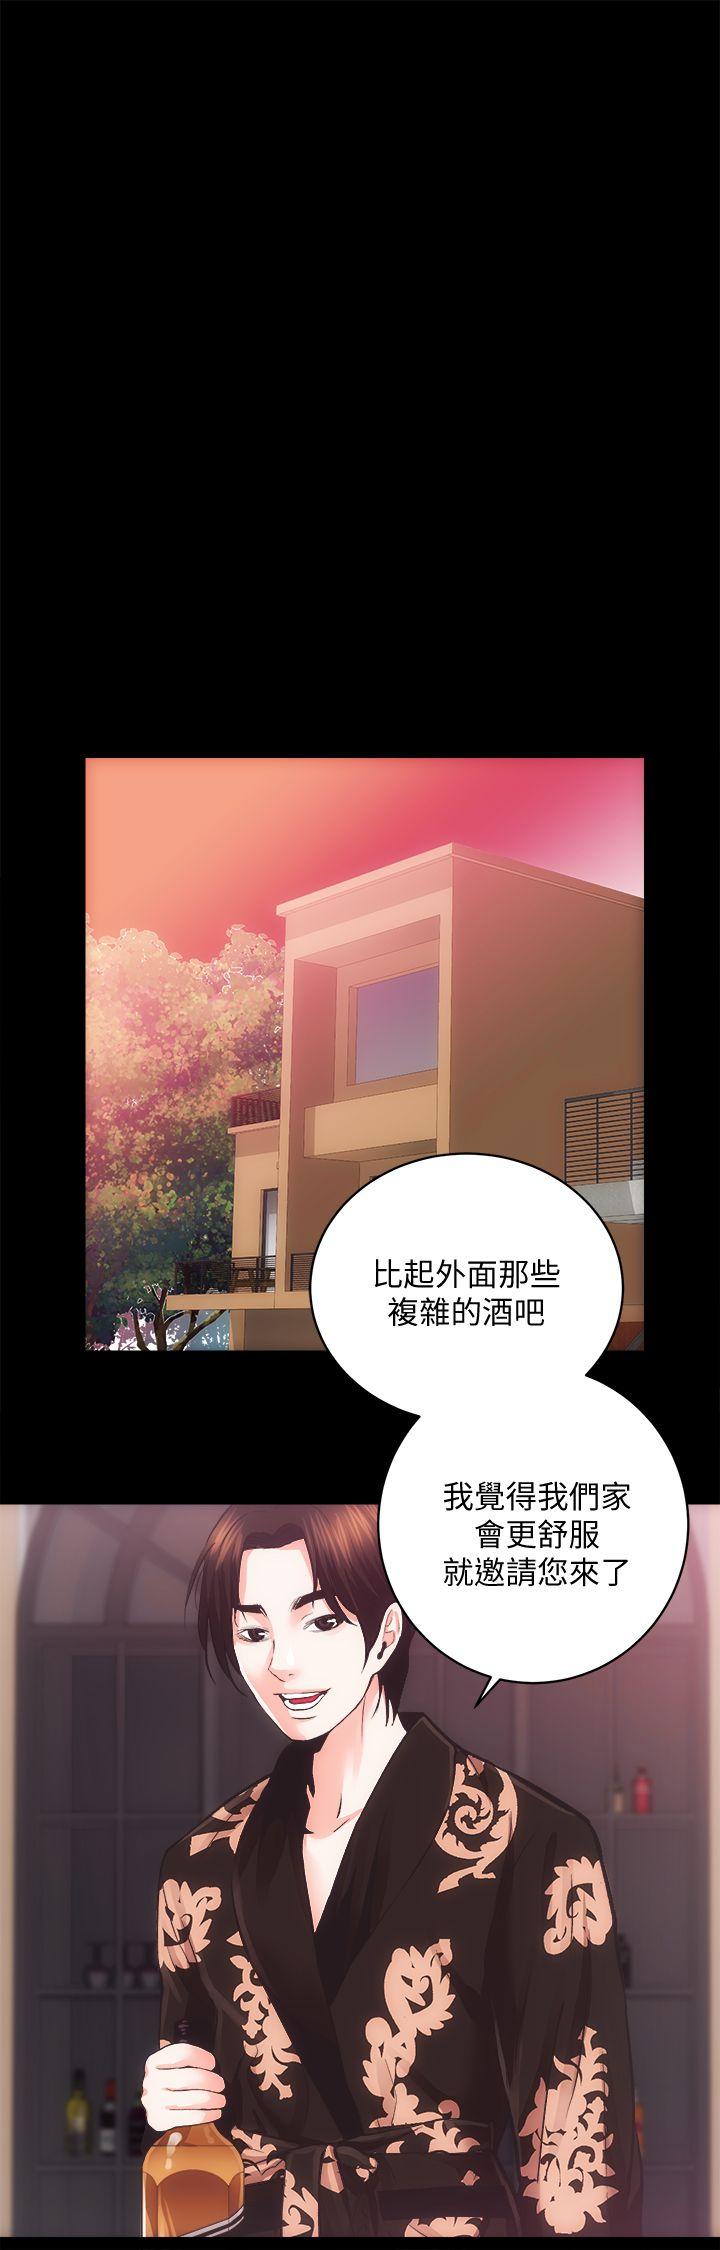 比起外面那些
複雜的酒吧
我覺得我們家
會更舒服
就邀請您來了